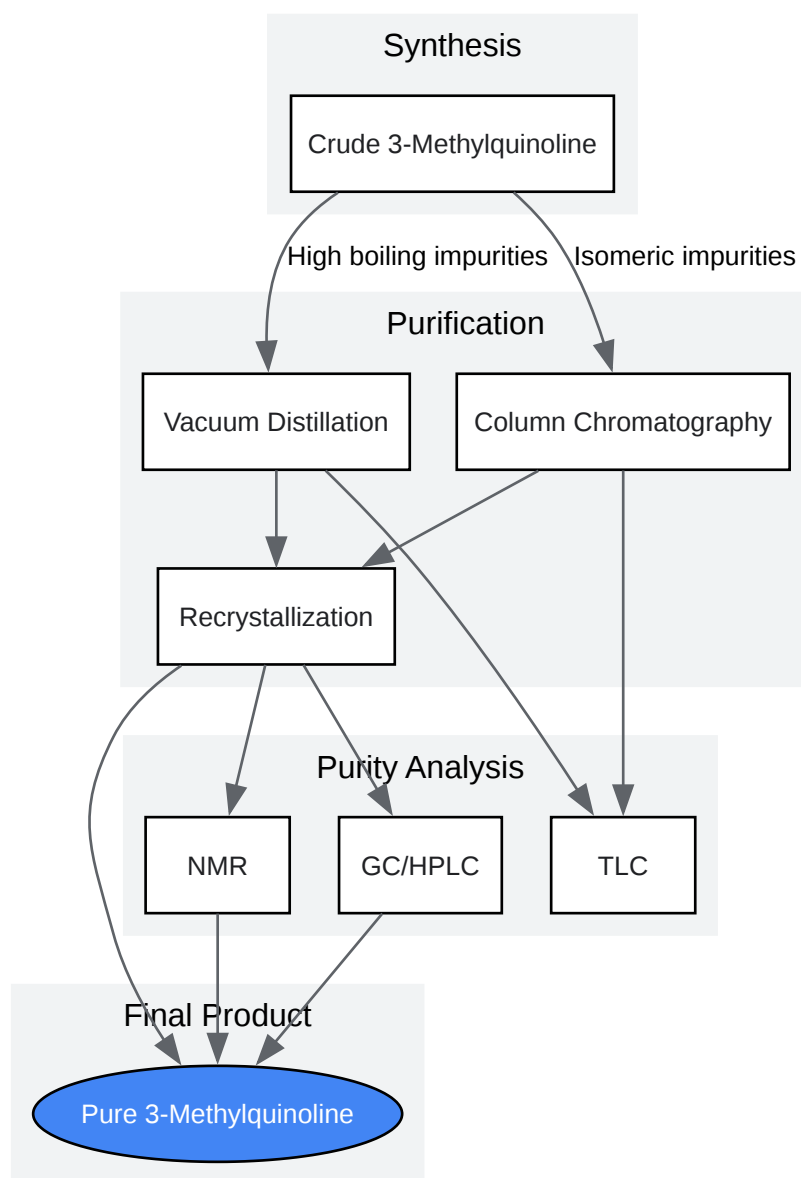 Synthesis
Crude 3-Methylquinoline
High boiling impurities
Isomeric impurities
Purification
Vacuum Distillation
Column Chromatography
Recrystallization
Purity Analysis
NMR
GC/HPLC
TLC
Final Product
Pure 3-Methylquinoline